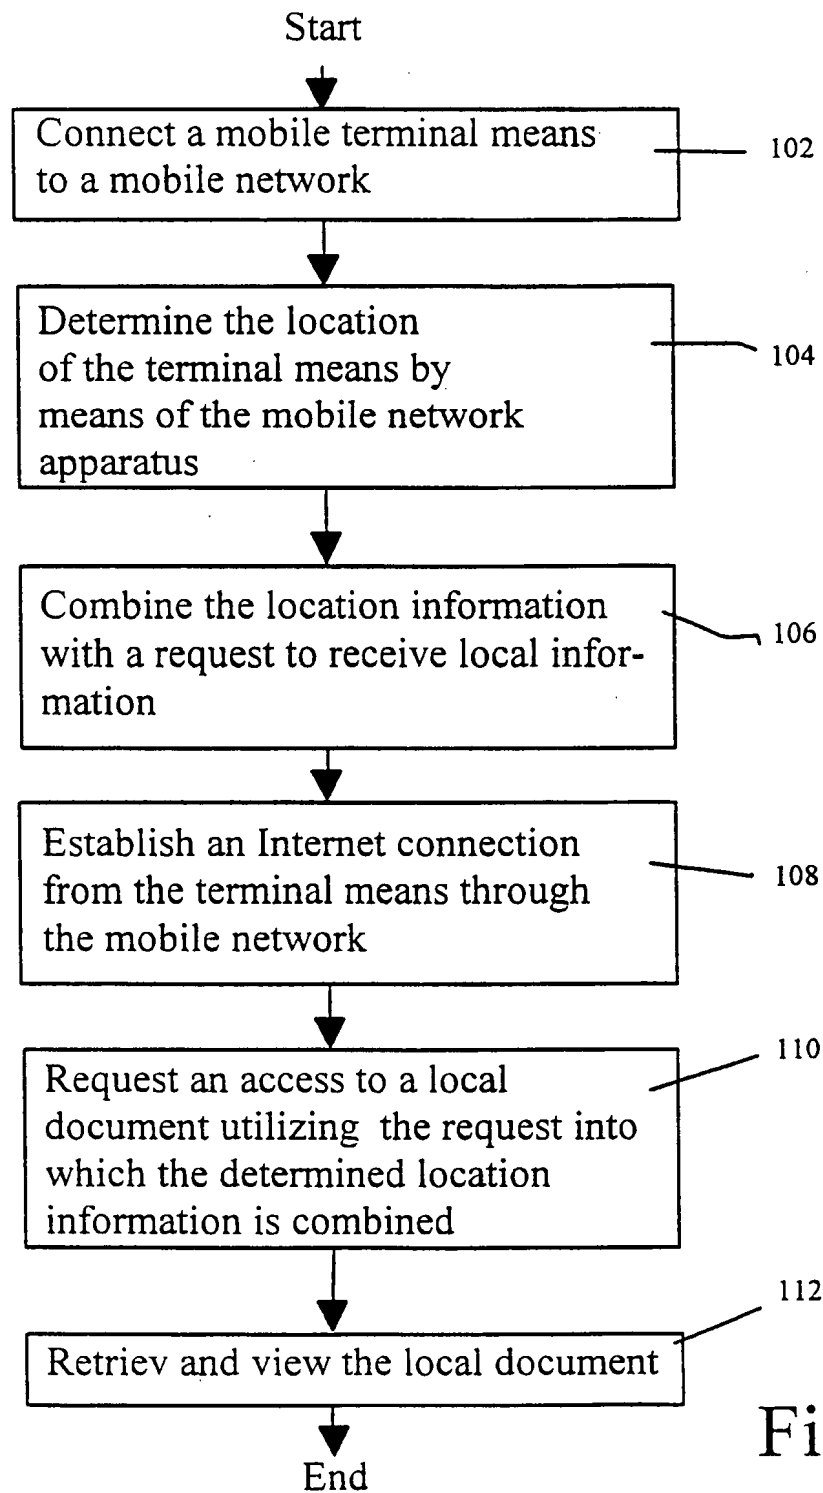 Start
Connect a mobile terminal means
to a mobile network
102
Determine the location
of the terminal means by
means of the mobile network
apparatus
104
Combine the location information
with a request to receive local infor-
mation
106
Establish an Internet connection
from the terminal means through
the mobile network
108
Request an access to a local
document utilizing the request into
which the determined location
information is combined
110
Retriev and view the local document
112
End
Fi